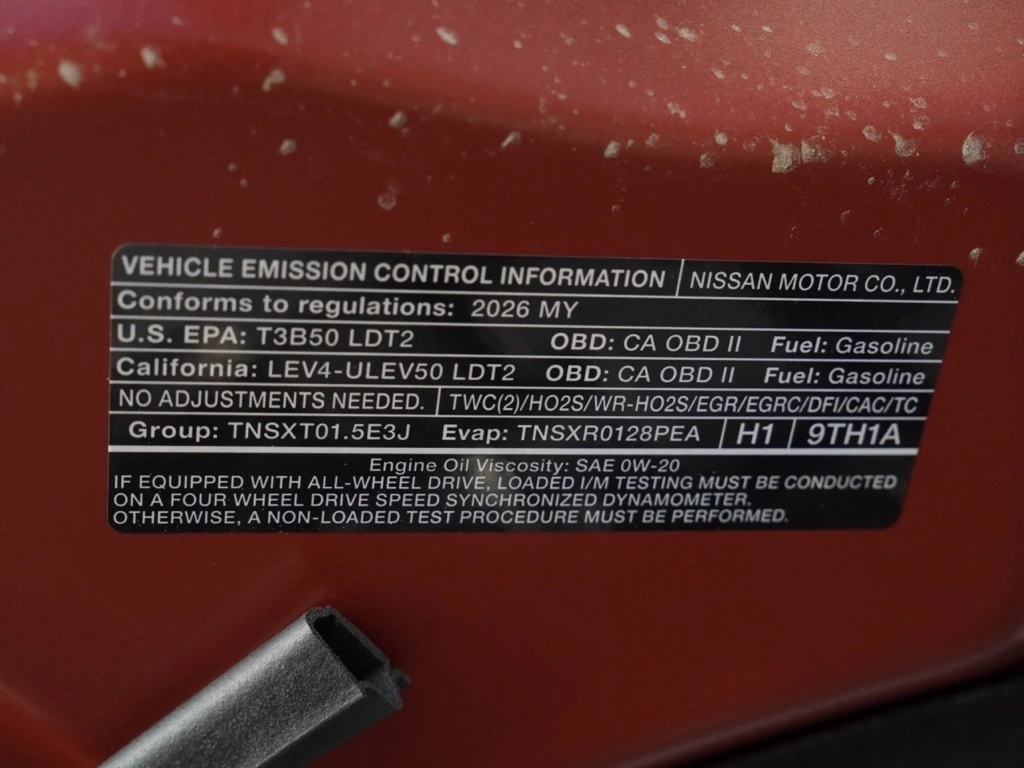 VEHICLE EMISSION CONTROL INFORMATION NISSAN MOTOR CO., LTD.
Conforms to regulations: 2026 MY
U.S. EPA: T3B50 LDT2 OBD: CA OBD II Fuel: Gasoline
California: LEV4-ULEV50 LDT2 OBD: CA OBD II Fuel: Gasoline
NO ADJUSTMENTS NEEDED. TWC(2)/HO2S/WR-HO2S/EGR/EGRC/DFI/CAC/TC
Group: TNSXT01.5E3J Evap: TNSXR0128PEA H1 9TH1A
Engine Oil Viscosity: SAE 0W-20
IF EQUIPPED WITH ALL-WHEEL DRIVE, LOADED I/M TESTING MUST BE CONDUCTED
ON A FOUR WHEEL DRIVE SPEED SYNCHRONIZED DYNAMOMETER.
OTHERWISE, A NON-LOADED TEST PROCEDURE MUST BE PERFORMED.